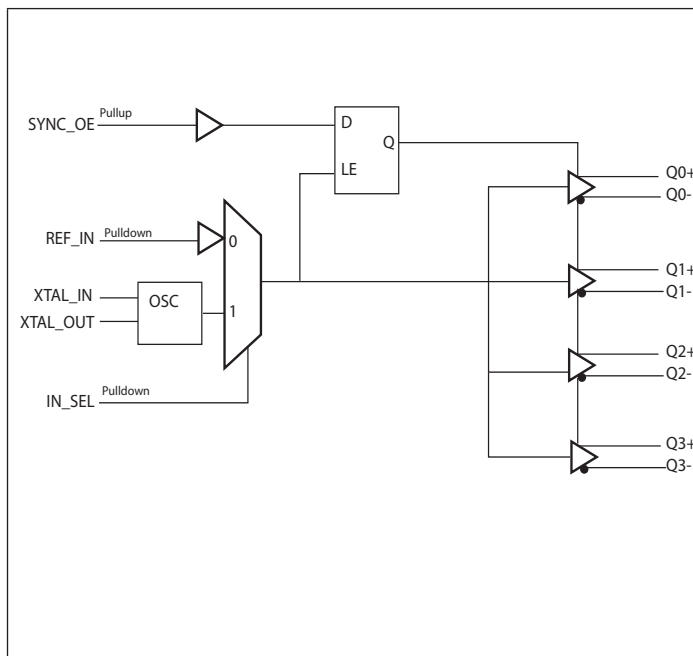 SYNC_OE
Pullup
D
Q
LE
REF_IN
Pulldown
0
XTAL_IN
XTAL_OUT
OSC
1
IN_SEL
Pulldown
Q0+
Q0-
Q1+
Q1-
Q2+
Q2-
Q3+
Q3-